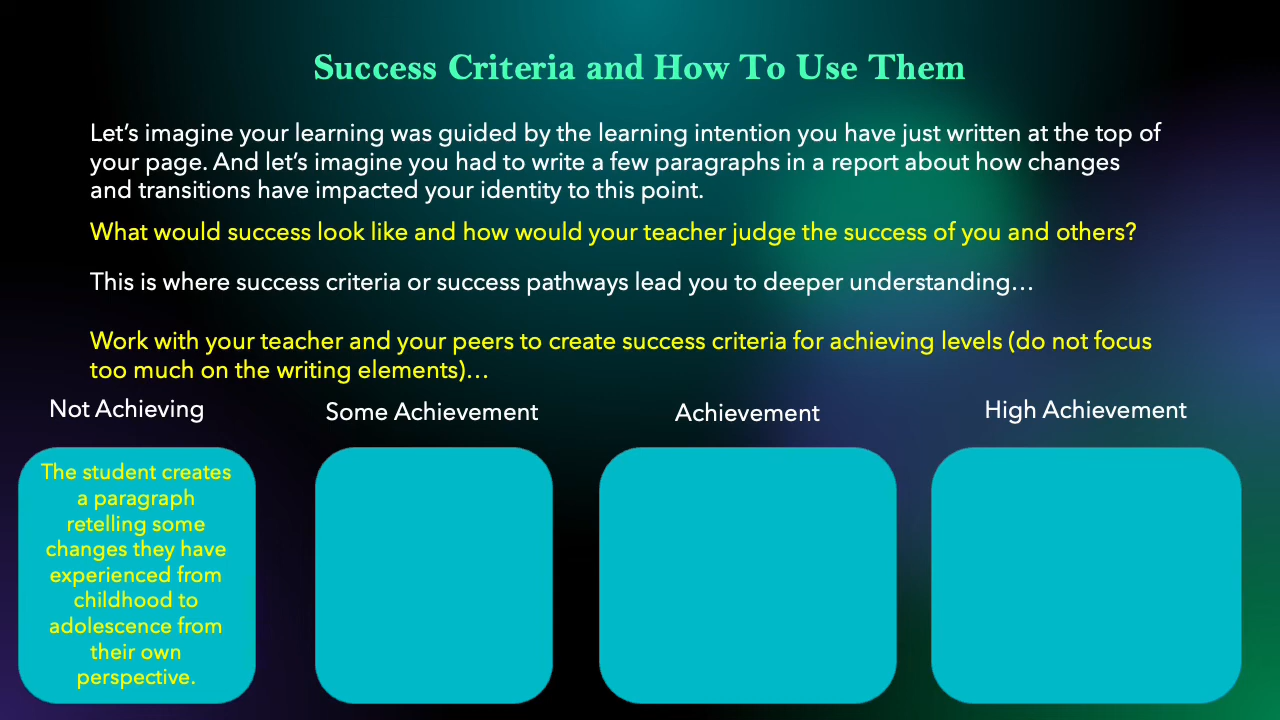 Success Criteria and How To Use Them
Let’s imagine your learning was guided by the learning intention you have just written at the top of
your page. And let’s imagine you had to write a few paragraphs in a report about how changes
and transitions have impacted your identity to this point.
What would success look like and how would your teacher judge the success of you and others?
This is where success criteria or success pathways lead you to deeper understanding…
Work with your teacher and your peers to create success criteria for achieving levels (do not focus
too much on the writing elements)…
Not Achieving
Some Achievement
Achievement
High Achievement
The student creates
a paragraph
retelling some
changes they have
experienced from
childhood to
adolescence from
their own
perspective.